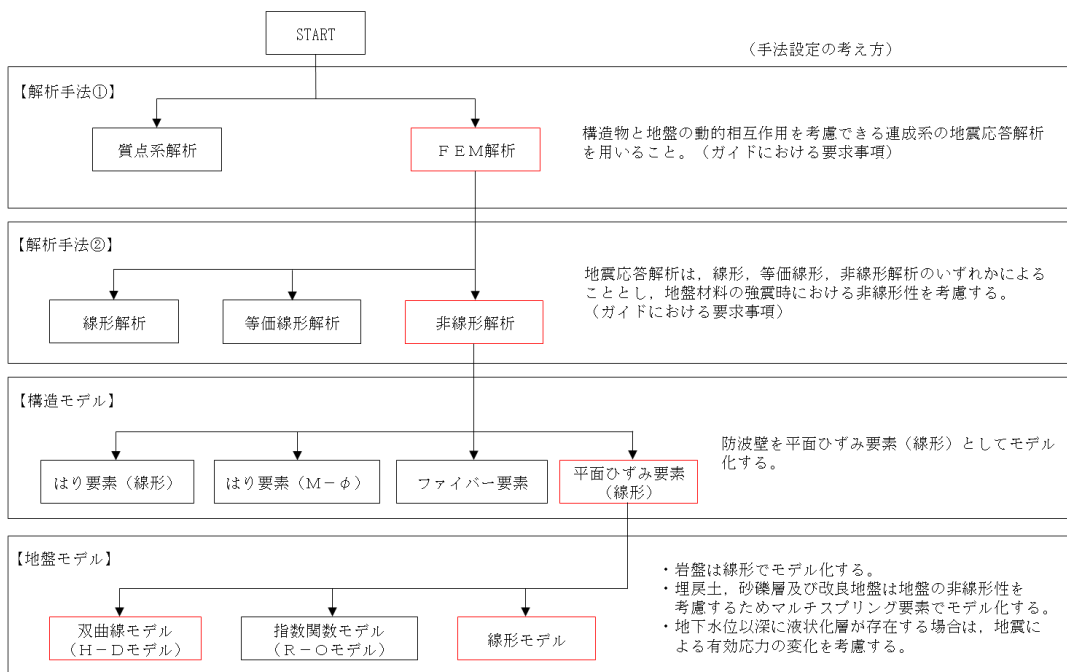 START
（手法設定の考え方）
【解析手法①】
質点系解析
ＦＥＭ解析
構造物と地盤の動的相互作用を考慮できる連成系の地震応答解析
を用いること。（ガイドにおける要求事項）
【解析手法②】
線形解析
等価線形解析
非線形解析
地震応答解析は，線形，等価線形，非線形解析のいずれかによる
こととし，地盤材料の強震時における非線形性を考慮する。
（ガイドにおける要求事項）
【構造モデル】
はり要素（線形）
はり要素（Ｍ－φ）
ファイバー要素
平面ひずみ要素
（線形）
防波壁を平面ひずみ要素（線形）としてモデル
化する。
【地盤モデル】
双曲線モデル
（Ｈ－Ｄモデル）
指数関数モデル
（Ｒ－Ｏモデル）
線形モデル
・岩盤は線形でモデル化する。
・埋戻土，砂礫層及び改良地盤は地盤の非線形性を
考慮するためマルチスプリング要素でモデル化する。
・地下水位以深に液状化層が存在する場合は，地震に
よる有効応力の変化を考慮する。